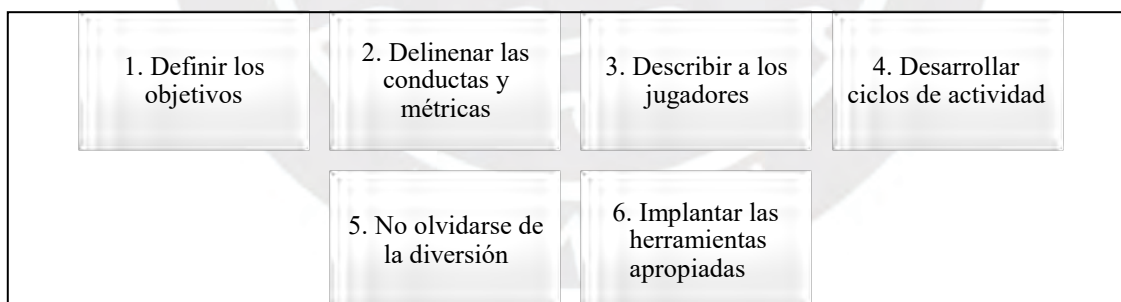 1. Definir los
objetivos
2. Delinenar las
conductas y
métricas
3. Describir a los
jugadores
4. Desarrollar
ciclos de actividad
5. No olvidarse de
la diversión
6. Implantar las
herramientas
apropiadas